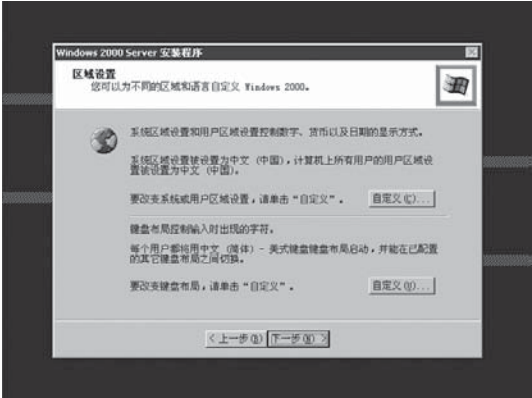 Windows 2000 Server 安装程序
区域设置
您可以为不同的区域和语言自定义 Windows 2000。
系统区域设置和用户区域设置控制数字、货币以及日期的显示方式。
系统区域设置被设置为中文 (中国)，计算机上所有用户的用户区域设
置被设置为中文 (中国)。
要改变系统或用户区域设置，请单击“自定义”。
自定义(C)...
键盘布局控制输入时出现的字符。
每个用户都将用中文 (简体) - 美式键盘键盘布局启动，并能在已配置
的其它键盘布局之间切换。
要改变键盘布局，请单击“自定义”。
自定义(U)...
< 上一步(B) 下一步(N) >